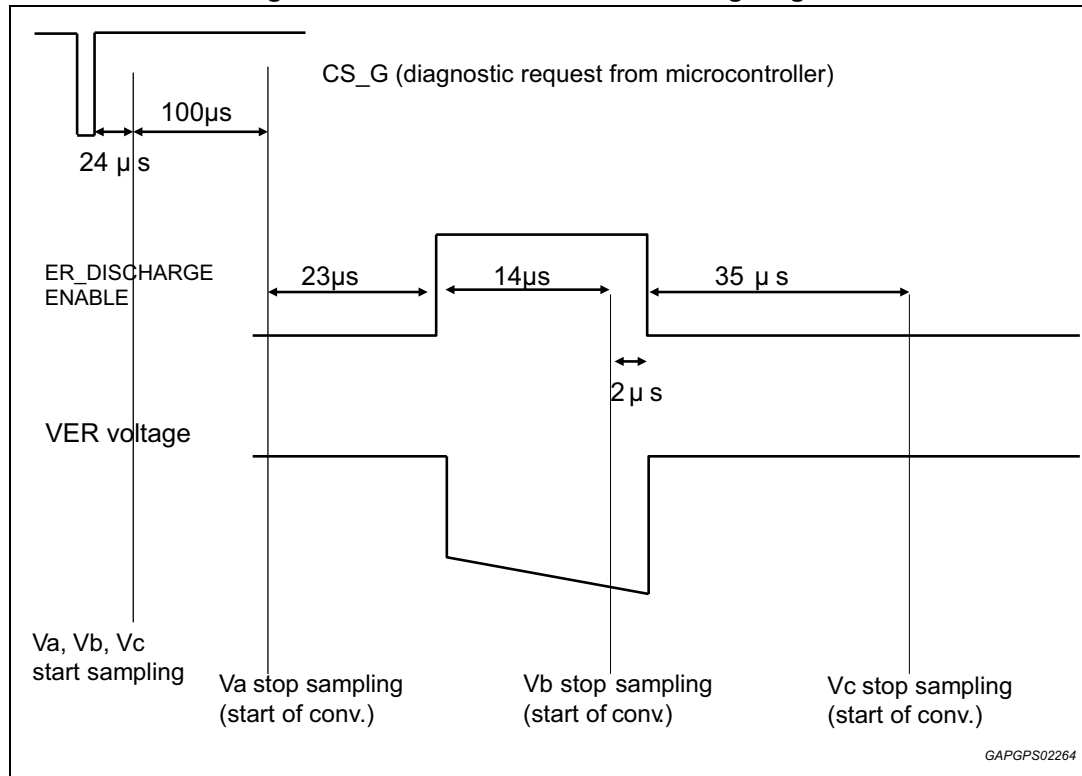 CS_G (diagnostic request from microcontroller)
100µs
24 µ s
ER_DISCHARGE
ENABLE
23µs
14µs
35 µ s
2 µ s
VER voltage
Va, Vb, Vc
start sampling
Va stop sampling
(start of conv.)
Vb stop sampling
(start of conv.)
Vc stop sampling
(start of conv.)
GAPGPS02264